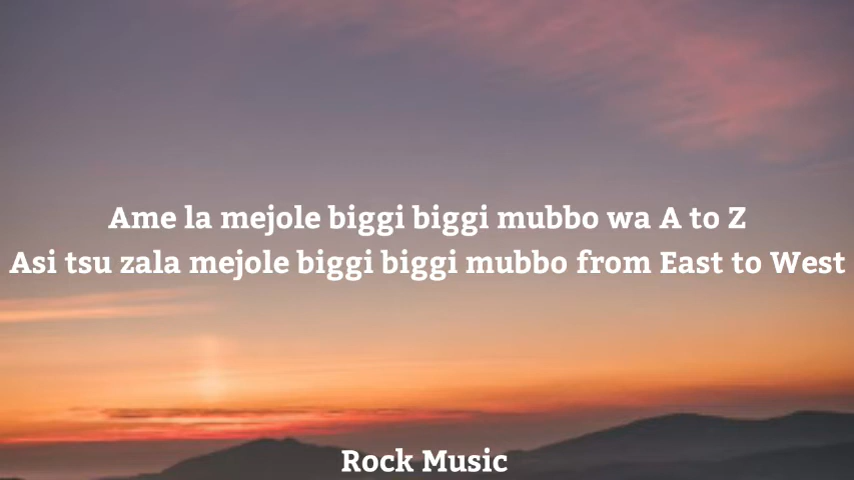 Ame la mejole biggi biggi mubbo wa A to Z
Asi tsu zala mejole biggi biggi mubbo from East to West
Rock Music